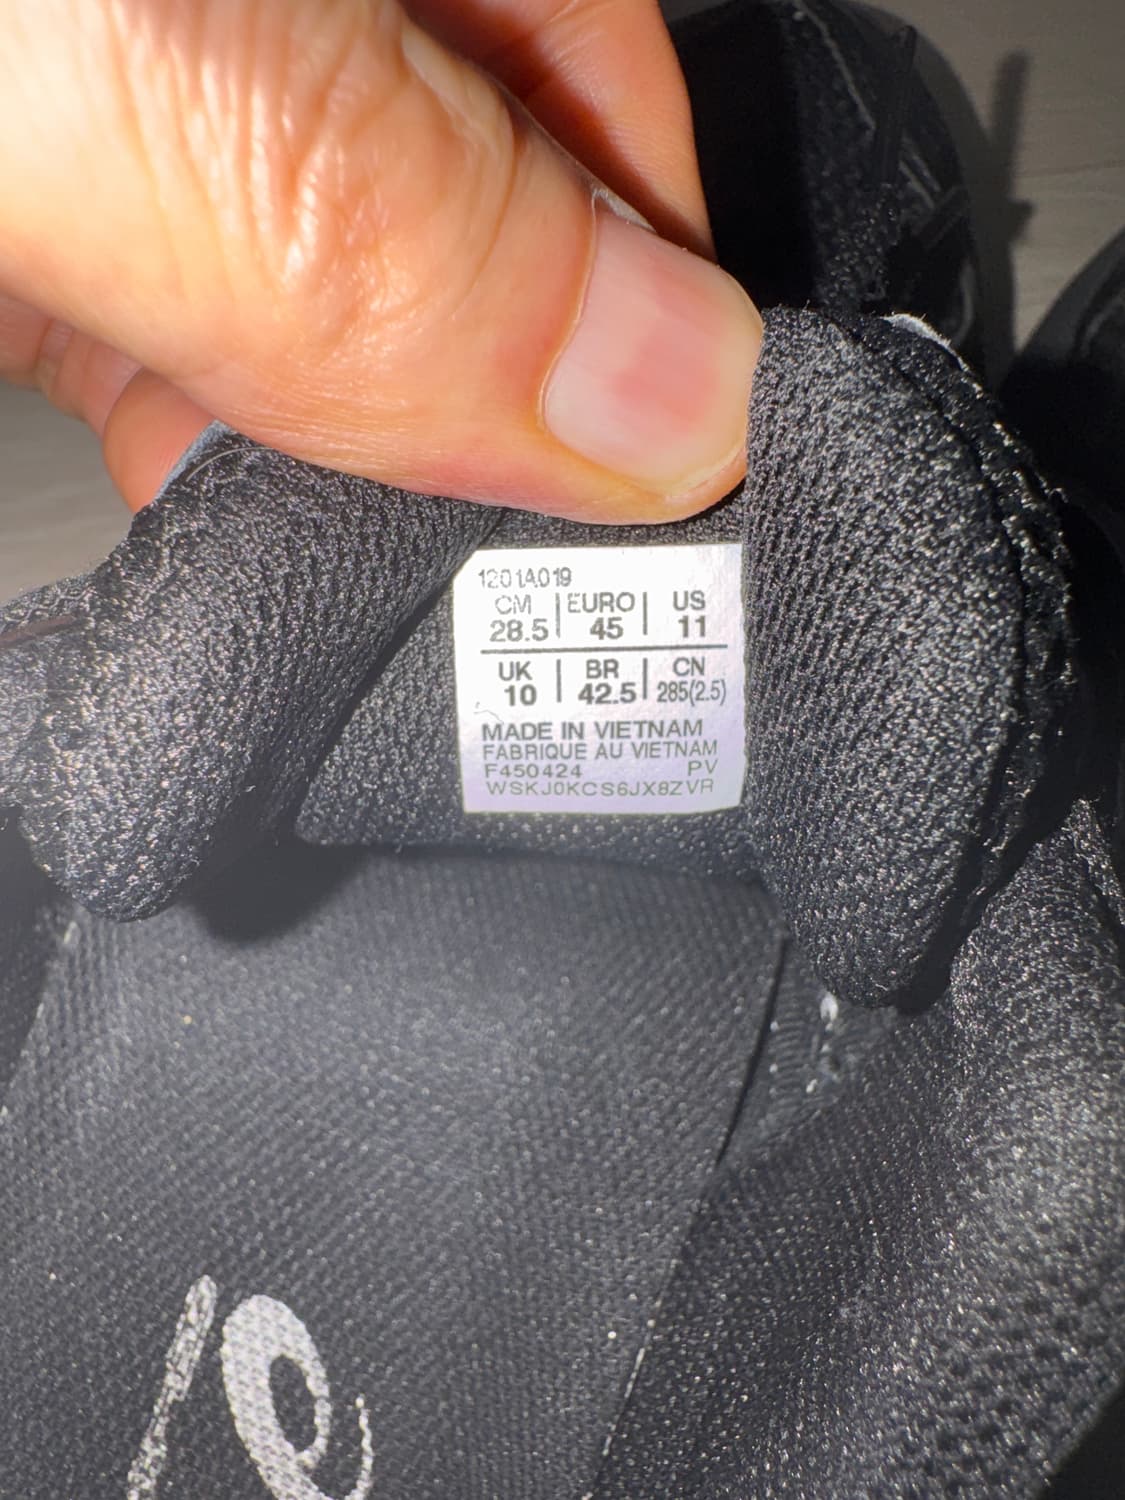 1201A019
CM | EURO | US
28.5 | 45 | 11
UK | BR | CN
10 | 42.5 | 285(2.5)
MADE IN VIETNAM
FABRIQUE AU VIETNAM
F450424 PV
WSKJ0KCS6JX8ZVR